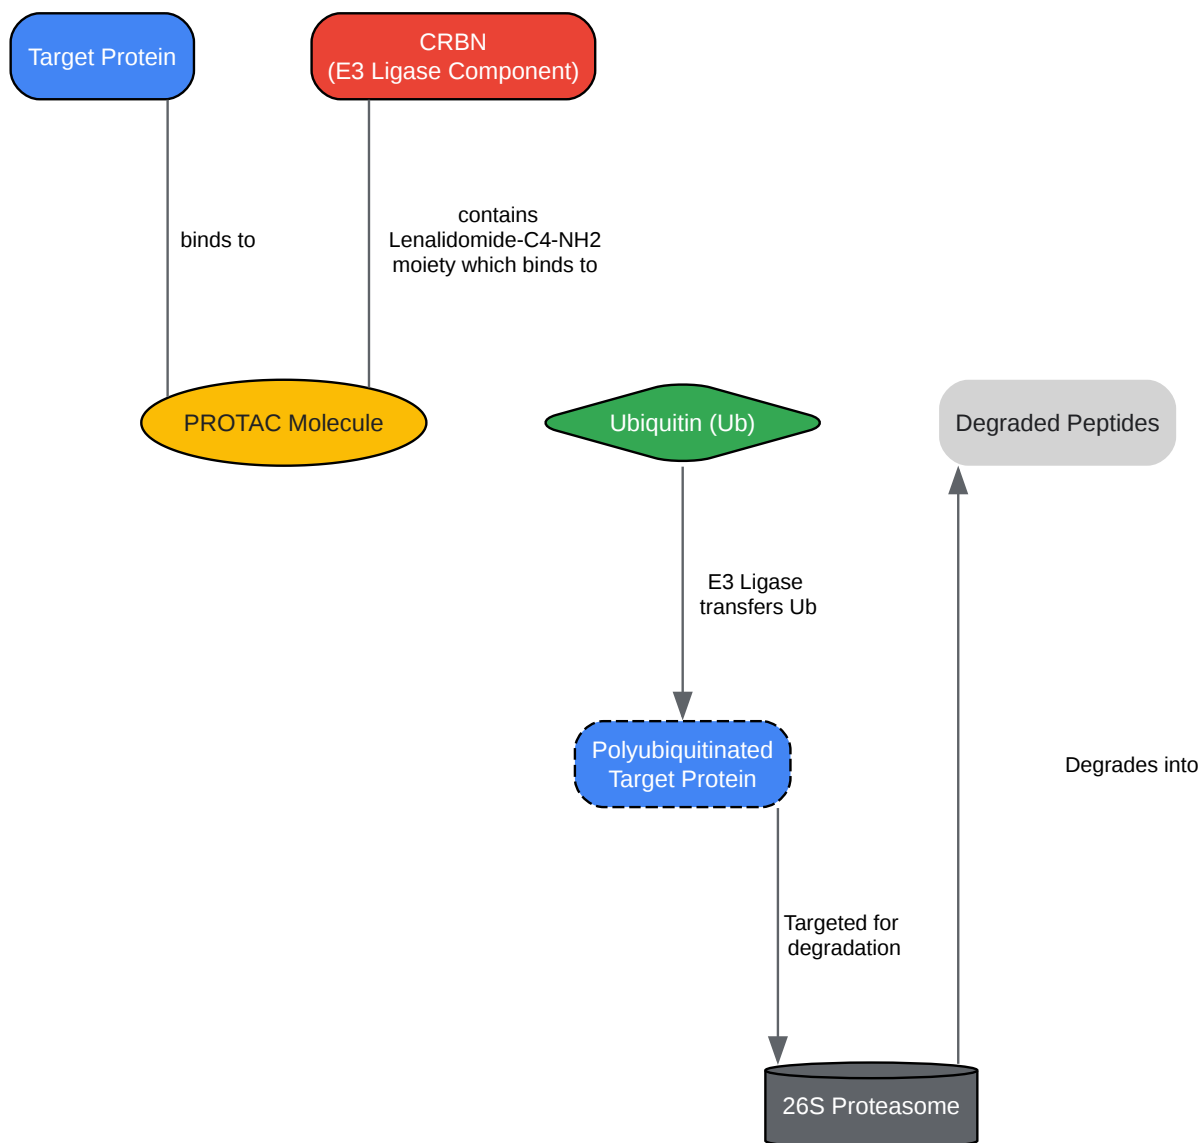 Target Protein
CRBN
(E3 Ligase Component)
binds to
contains
Lenalidomide-C4-NH2
moiety which binds to
PROTAC Molecule
Ubiquitin (Ub)
Degraded Peptides
E3 Ligase
transfers Ub
Polyubiquitinated
Target Protein
Degrades into
Targeted for
degradation
26S Proteasome